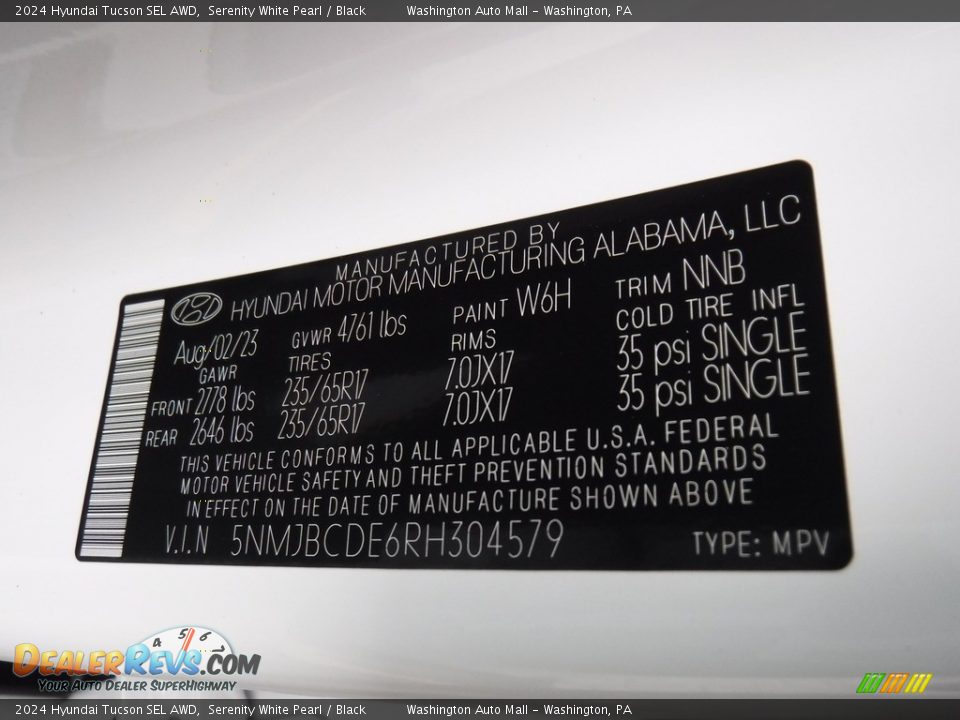 2024 Hyundai Tucson SEL AWD, Serenity White Pearl / Black Washington Auto Mall - Washington, PA
MANUFACTURED BY
HYUNDAI MOTOR MANUFACTURING ALABAMA, LLC
Aug/02/23 GVWR 4761 lbs PAINT W6H TRIM NNB
GAWR TIRES RIMS COLD TIRE INFL
FRONT 2778 lbs 235/65R17 7.0JX17 35 psi SINGLE
REAR 2646 lbs 235/65R17 7.0JX17 35 psi SINGLE
THIS VEHICLE CONFORMS TO ALL APPLICABLE U.S.A. FEDERAL
MOTOR VEHICLE SAFETY AND THEFT PREVENTION STANDARDS
IN EFFECT ON THE DATE OF MANUFACTURE SHOWN ABOVE
V.I.N 5NMJBCDE6RH304579 TYPE: MPV
4 5 6 7
DealerRevs.com
Your Auto Dealer SuperHighway
2024 Hyundai Tucson SEL AWD, Serenity White Pearl / Black Washington Auto Mall - Washington, PA